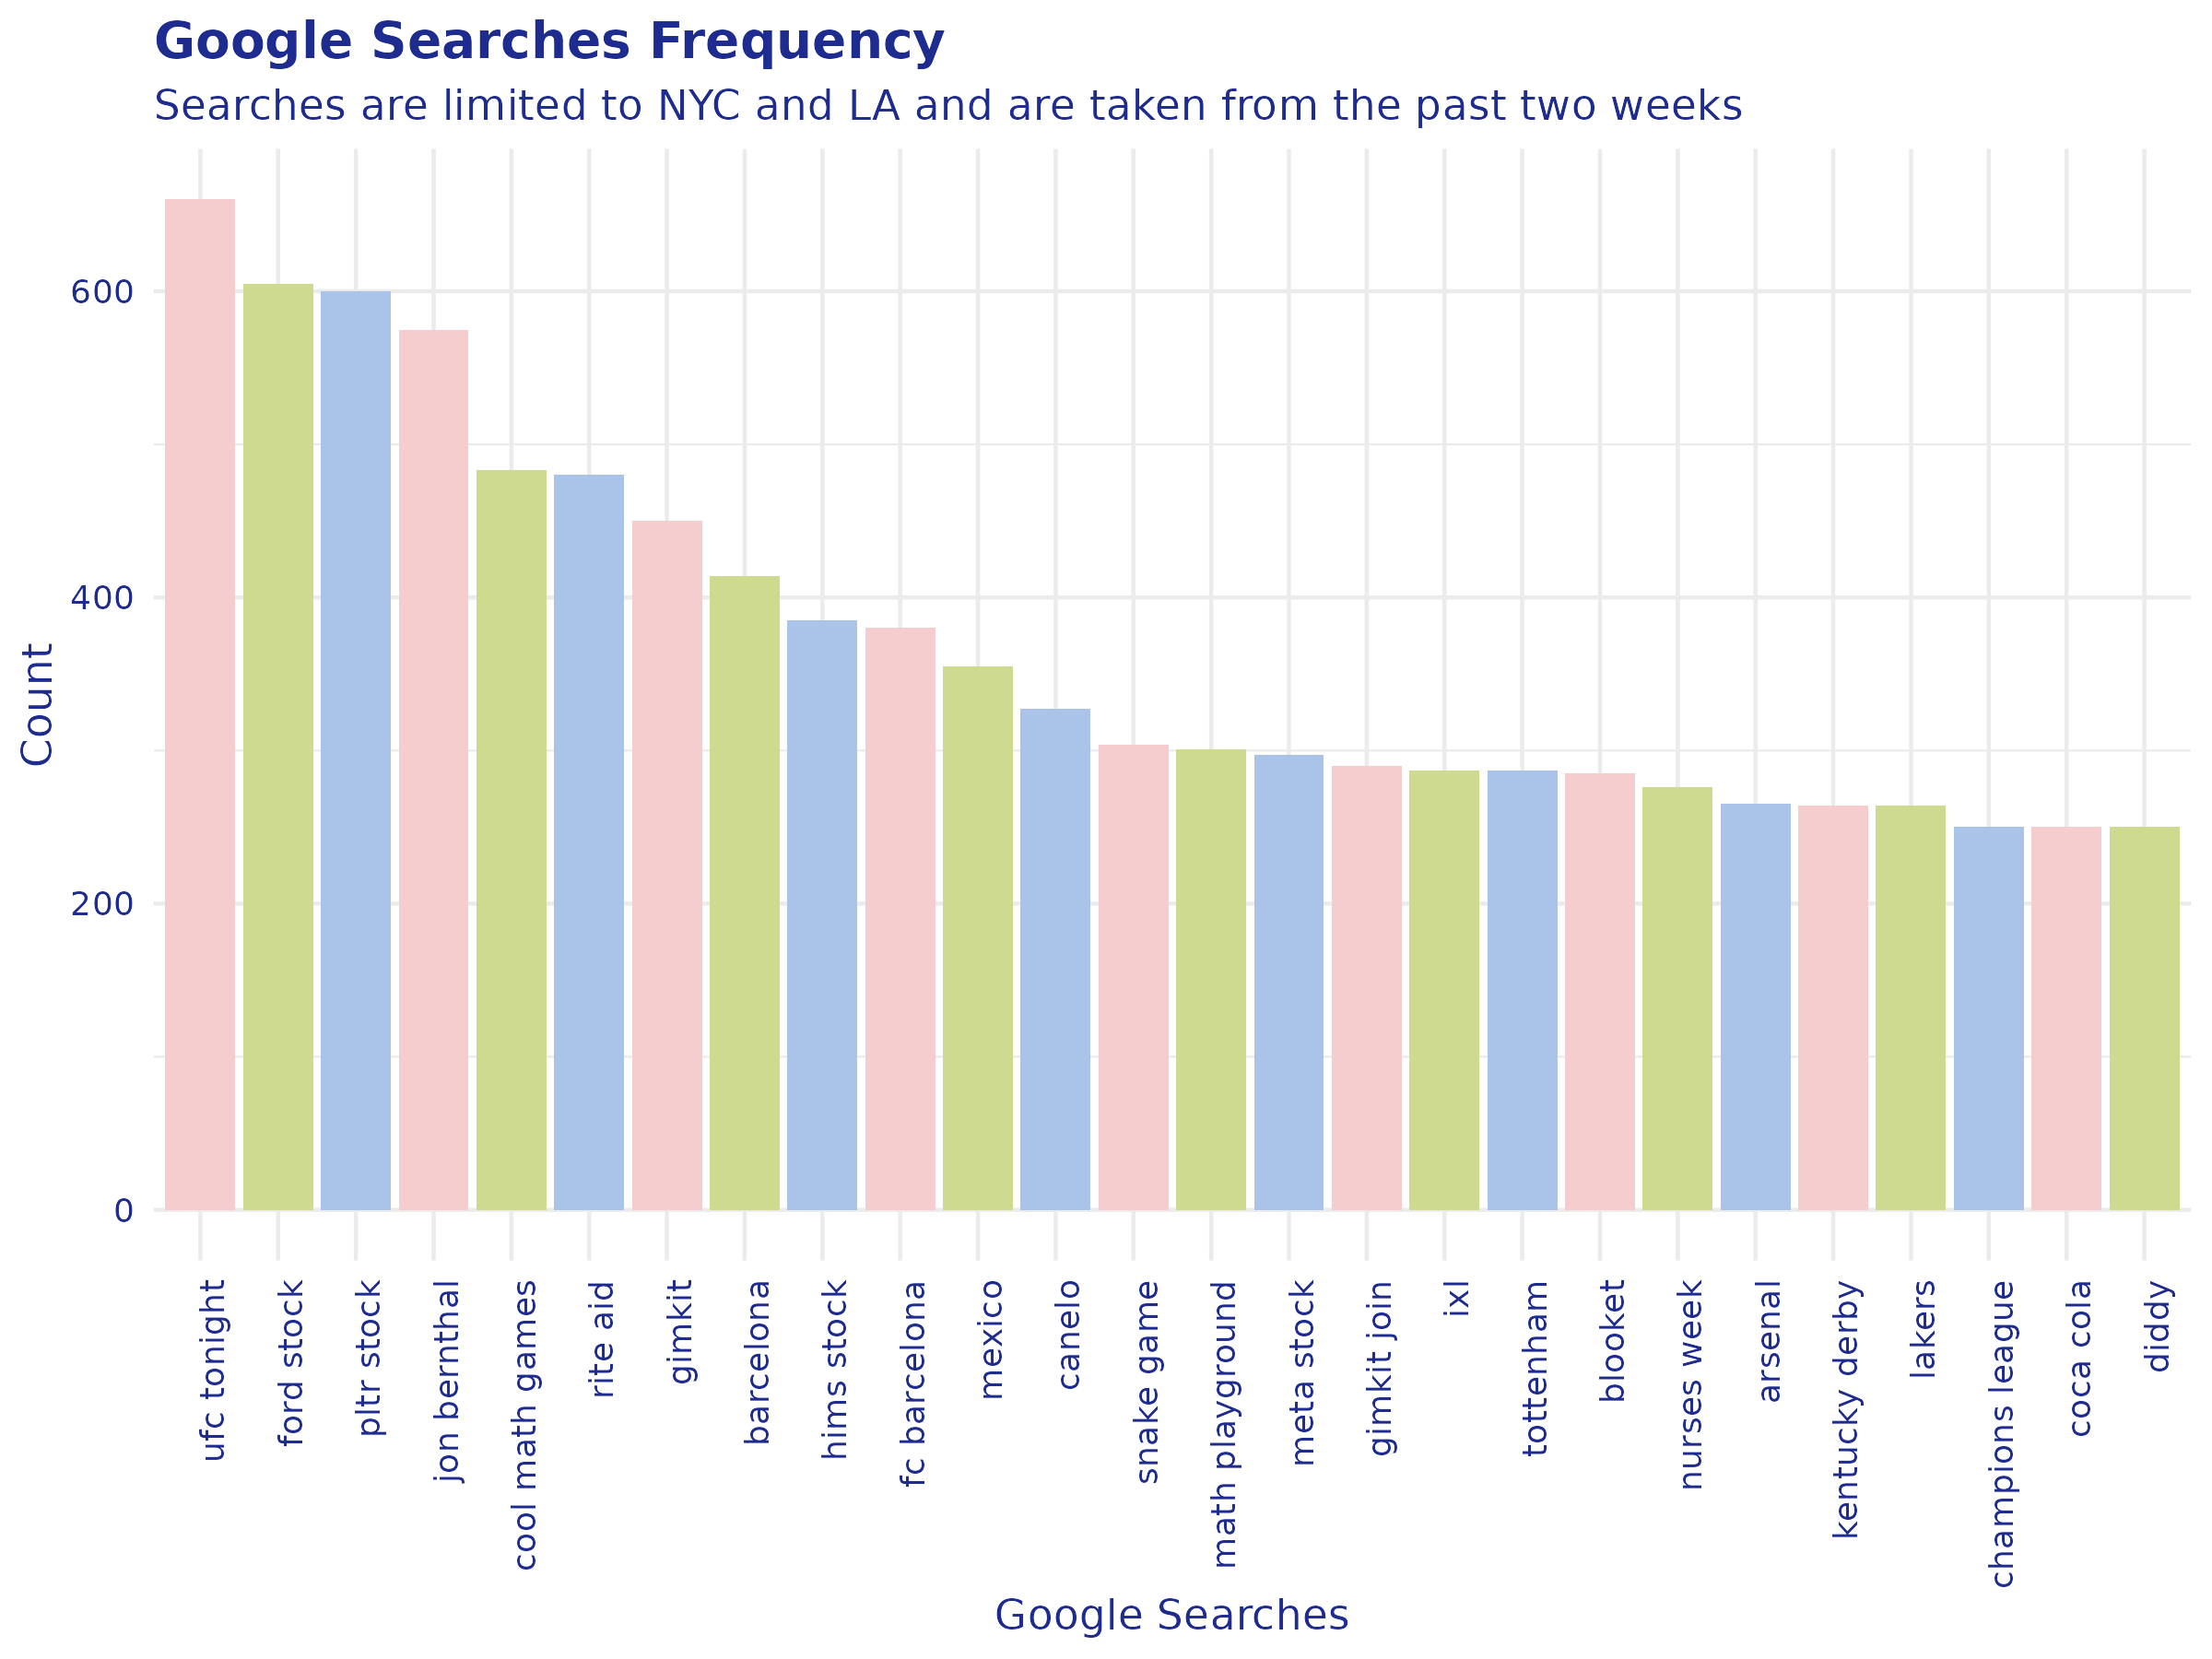 Google Searches Frequency
Searches are limited to NYC and LA and are taken from the past two weeks
Count
600
400
200
0
ufc tonight
ford stock
pltr stock
jon bernthal
cool math games
rite aid
gimkit
barcelona
hims stock
fc barcelona
mexico
canelo
snake game
math playground
meta stock
gimkit join
ixl
tottenham
blooket
nurses week
arsenal
kentucky derby
lakers
champions league
coca cola
diddy
Google Searches